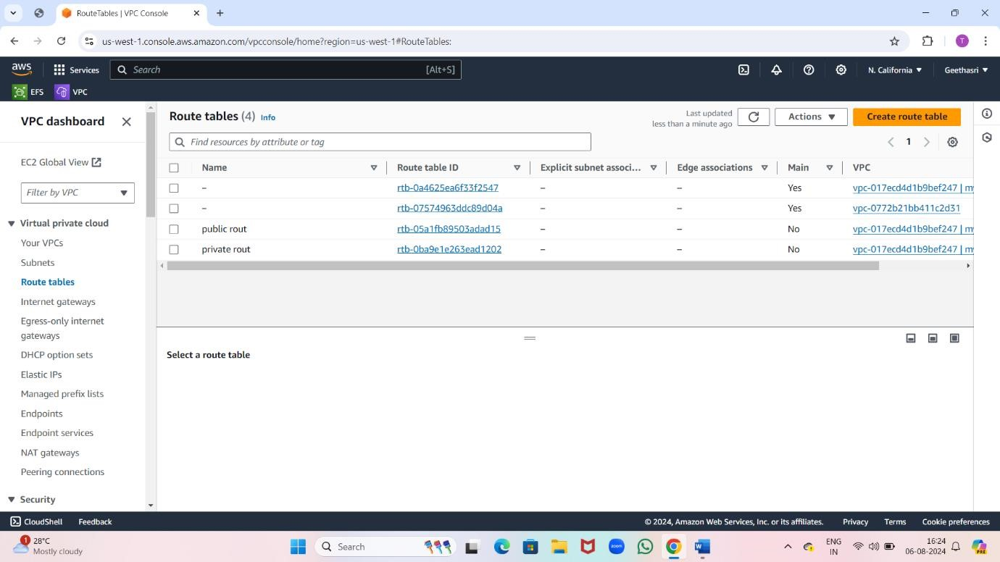 RouteTables | VPC Console
us-west-1.console.aws.amazon.com/vpcconsole/home?region=us-west-1#RouteTables:
T
aws
Services
Search
[Alt+S]
N. California
Geethasri
EFS
VPC
VPC dashboard
EC2 Global View
Filter by VPC
Virtual private cloud
Your VPCs
Subnets
Route tables
Internet gateways
Egress-only internet
gateways
DHCP option sets
Elastic IPs
Managed prefix lists
Endpoints
Endpoint services
NAT gateways
Peering connections
Security
Route tables (4) Info
Last updated
less than a minute ago
Actions
Create route table
Find resources by attribute or tag
1
Name Route table ID Explicit subnet associ... Edge associations Main VPC
– rtb-0a4625ea6f33f2547 – – Yes vpc-017ecd4d1b9bef247 | my
– rtb-07574963ddc89d04a – – Yes vpc-0772b21bb411c2d31
public rout rtb-05a1fb89503adad15 – – No vpc-017ecd4d1b9bef247 | my
private rout rtb-0ba9e1e263ead1202 – – No vpc-017ecd4d1b9bef247 | my
Select a route table
CloudShell Feedback
© 2024, Amazon Web Services, Inc. or its affiliates. Privacy Terms Cookie preferences
1
28°C
Mostly cloudy
Search
zoom
ENG
IN
16:24
06-08-2024
PRE